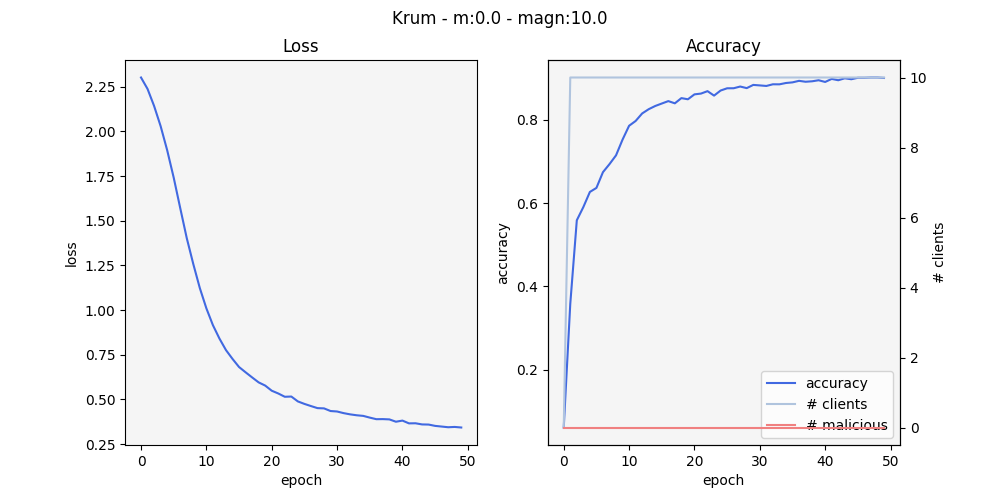 Krum - m:0.0 - magn:10.0
Loss
2.25
2.00
1.75
1.50
1.25
1.00
0.75
0.50
0.25
loss
0 10 20 30 40 50
epoch
Accuracy
0.8
0.6
0.4
0.2
accuracy
0 10 20 30 40 50
epoch
10
8
6
4
2
0
# clients
accuracy
# clients
# malicious